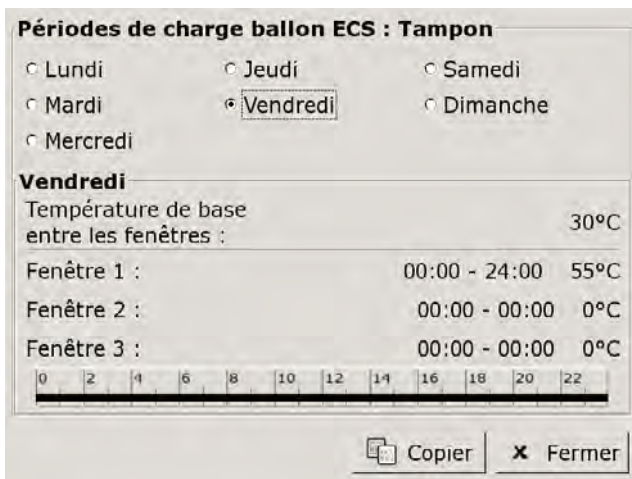 Périodes de charge ballon ECS : Tampon
Lundi Jeudi Samedi
Mardi Vendredi Dimanche
Mercredi
Vendredi
Température de base
entre les fenêtres : 30°C
Fenêtre 1 : 00:00 - 24:00 55°C
Fenêtre 2 : 00:00 - 00:00 0°C
Fenêtre 3 : 00:00 - 00:00 0°C
0 2 4 6 8 10 12 14 16 18 20 22
Copier x Fermer